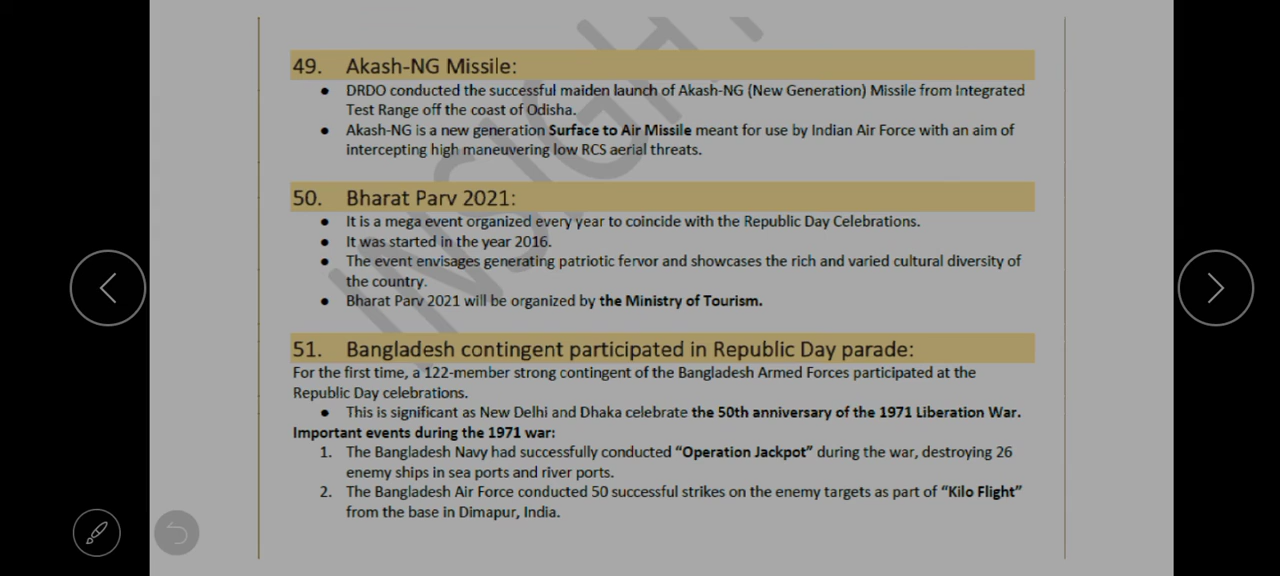 49. Akash-NG Missile:
• DRDO conducted the successful maiden launch of Akash-NG (New Generation) Missile from Integrated
Test Range off the coast of Odisha.
• Akash-NG is a new generation Surface to Air Missile meant for use by Indian Air Force with an aim of
intercepting high maneuvering low RCS aerial threats.
50. Bharat Parv 2021:
• It is a mega event organized every year to coincide with the Republic Day Celebrations.
• It was started in the year 2016.
• The event envisages generating patriotic fervor and showcases the rich and varied cultural diversity of
the country.
• Bharat Parv 2021 will be organized by the Ministry of Tourism.
51. Bangladesh contingent participated in Republic Day parade:
For the first time, a 122-member strong contingent of the Bangladesh Armed Forces participated at the
Republic Day celebrations.
• This is significant as New Delhi and Dhaka celebrate the 50th anniversary of the 1971 Liberation War.
Important events during the 1971 war:
1. The Bangladesh Navy had successfully conducted “Operation Jackpot” during the war, destroying 26
enemy ships in sea ports and river ports.
2. The Bangladesh Air Force conducted 50 successful strikes on the enemy targets as part of “Kilo Flight”
from the base in Dimapur, India.
INSIGHT